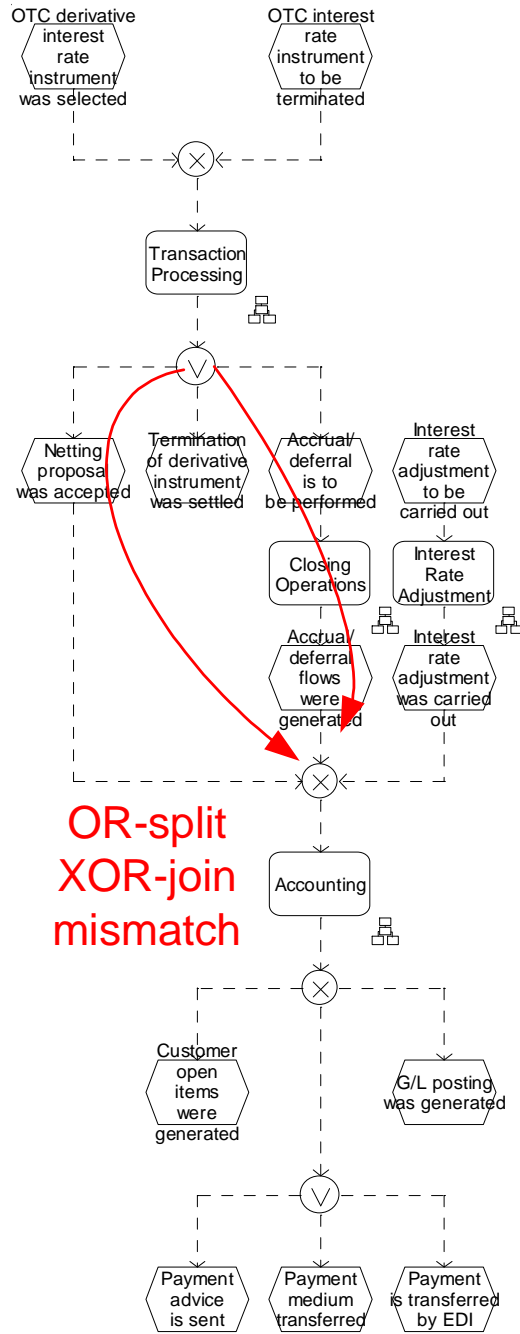 OTC derivative
interest
rate
instrument
was selected
OTC interest
rate
instrument
to be
terminated
Transaction
Processing
Netting
proposal
was accepted
Termination
of derivative
instrument
was settled
Accrual/
deferral
is to
be performed
Interest
rate
adjustment
to be
carried out
Closing
Operations
Interest
Rate
Adjustment
Accrual/
deferral
flows
were
generated
Interest
rate
adjustment
was carried
out
OR-split
XOR-join
mismatch
Accounting
Customer
open
items
were
generated
G/L posting
was generated
Payment
advice
is sent
Payment
medium
transferred
Payment
is transferred
by EDI